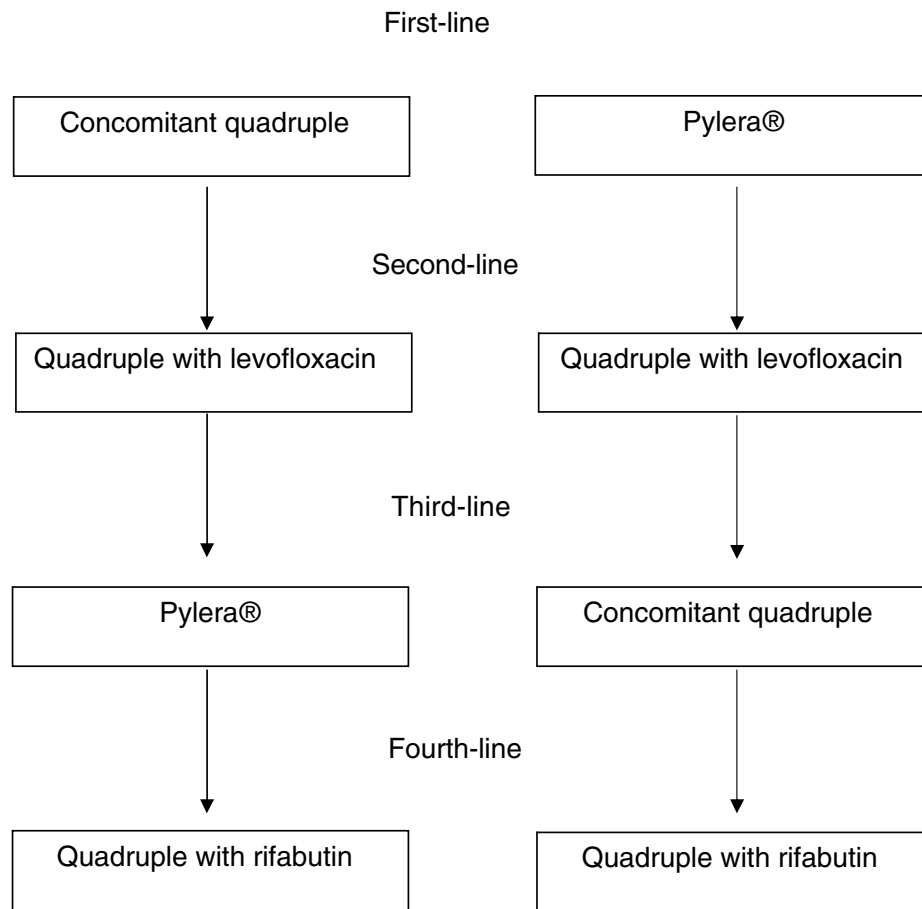 First-line
Concomitant quadruple
Pylera®
Second-line
Quadruple with levofloxacin
Quadruple with levofloxacin
Third-line
Pylera®
Concomitant quadruple
Fourth-line
Quadruple with rifabutin
Quadruple with rifabutin